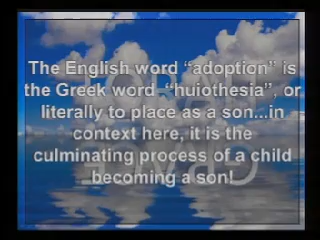 The English word “adoption” is
the Greek word  “huiothesia”, or
literally to place as a son...in
context here, it is the
culminating process of a child
becoming a son!